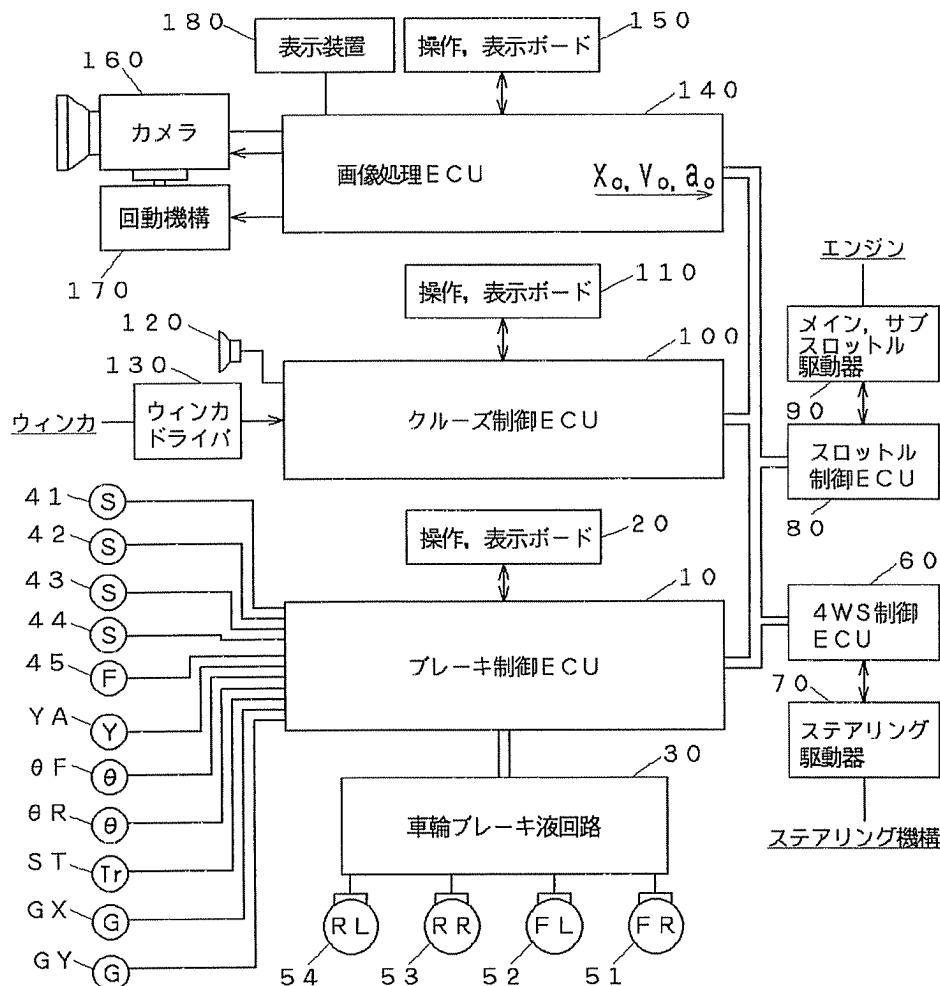 180
表示装置
操作，表示ボード
150
160
カメラ
140
画像処理ECU
Xo, Vo, ao
回動機構
170
操作，表示ボード
110
エンジン
120
130
100
メイン，サブ
スロットル
駆動器
ウィンカ
ウィンカ
ドライバ
クルーズ制御ECU
90
スロットル
制御ECU
80
41 S
42 S
43 S
44 S
45 F
YA Y
θF θ
θR θ
ST Tr
GX G
GY G
操作，表示ボード
20
10
ブレーキ制御ECU
60
4WS制御
ECU
70
ステアリング
駆動器
ステアリング機構
30
車輪ブレーキ液回路
RL
RR
FL
FR
54
53
52
51